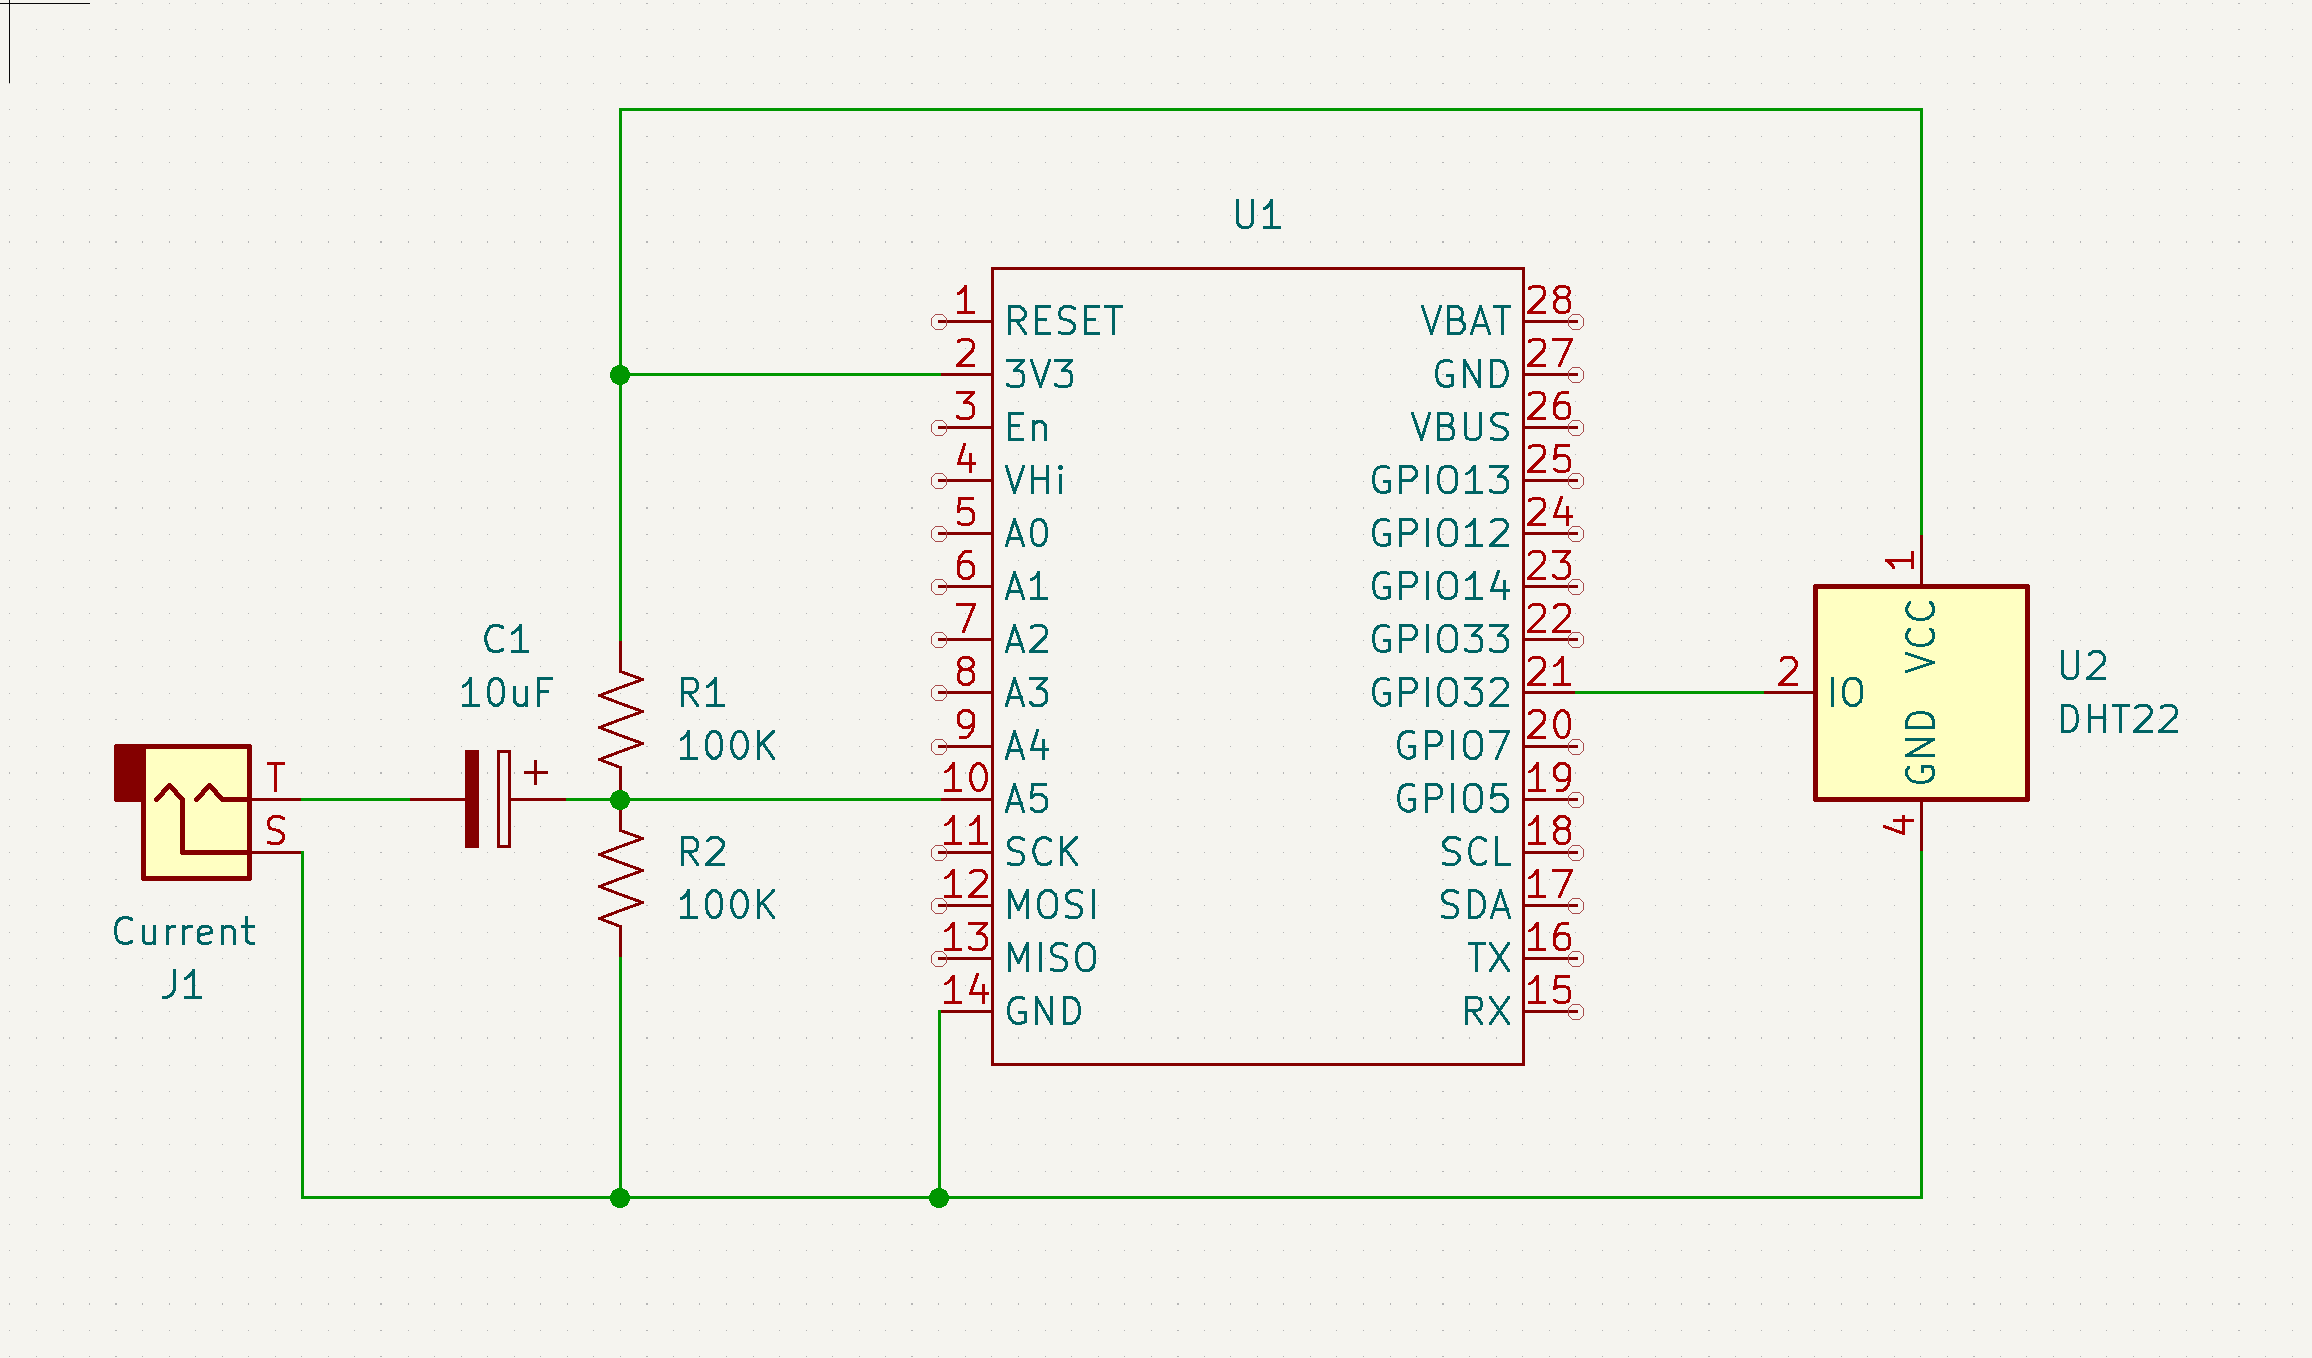 U1
1
RESET
2
3V3
3
En
4
VHi
5
A0
6
A1
7
A2
8
A3
9
A4
10
A5
11
SCK
12
MOSI
13
MISO
14
GND
28
VBAT
27
GND
26
VBUS
25
GPIO13
24
GPIO12
23
GPIO14
22
GPIO33
21
GPIO32
20
GPIO7
19
GPIO5
18
SCL
17
SDA
16
TX
15
RX
C1
10uF
+
R1
100K
R2
100K
T
S
Current
J1
1
VCC
2
IO
GND
4
U2
DHT22